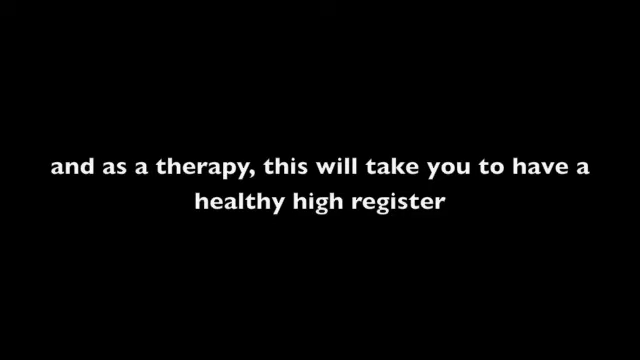 and as a therapy, this will take you to have a
healthy high register